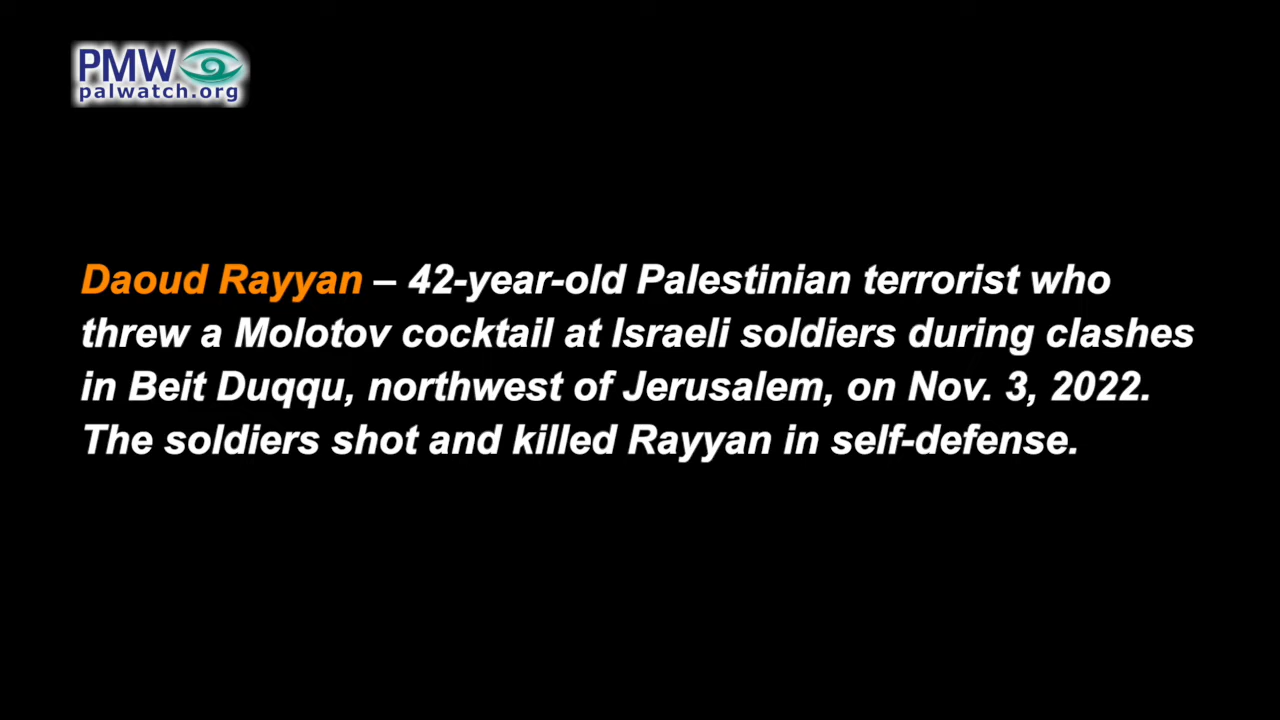 PMW
palwatch.org
Daoud Rayyan – 42-year-old Palestinian terrorist who
threw a Molotov cocktail at Israeli soldiers during clashes
in Beit Duqqu, northwest of Jerusalem, on Nov. 3, 2022.
The soldiers shot and killed Rayyan in self-defense.